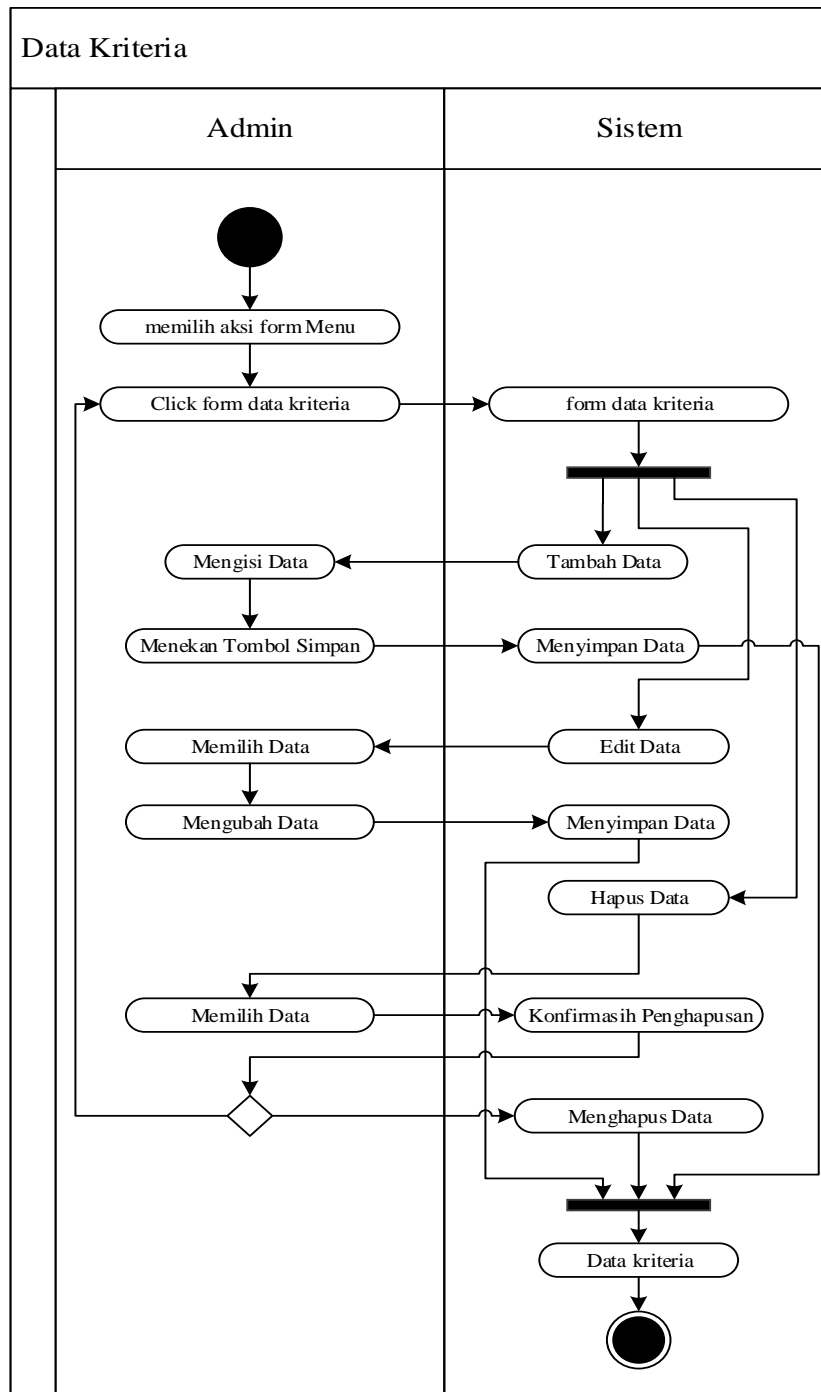 Data Kriteria
Admin
Sistem
memilih aksi form Menu
Click form data kriteria
form data kriteria
Mengisi Data
Tambah Data
Menekan Tombol Simpan
Menyimpan Data
Memilih Data
Edit Data
Mengubah Data
Menyimpan Data
Hapus Data
Memilih Data
Konfirmasih Penghapusan
Menghapus Data
Data kriteria